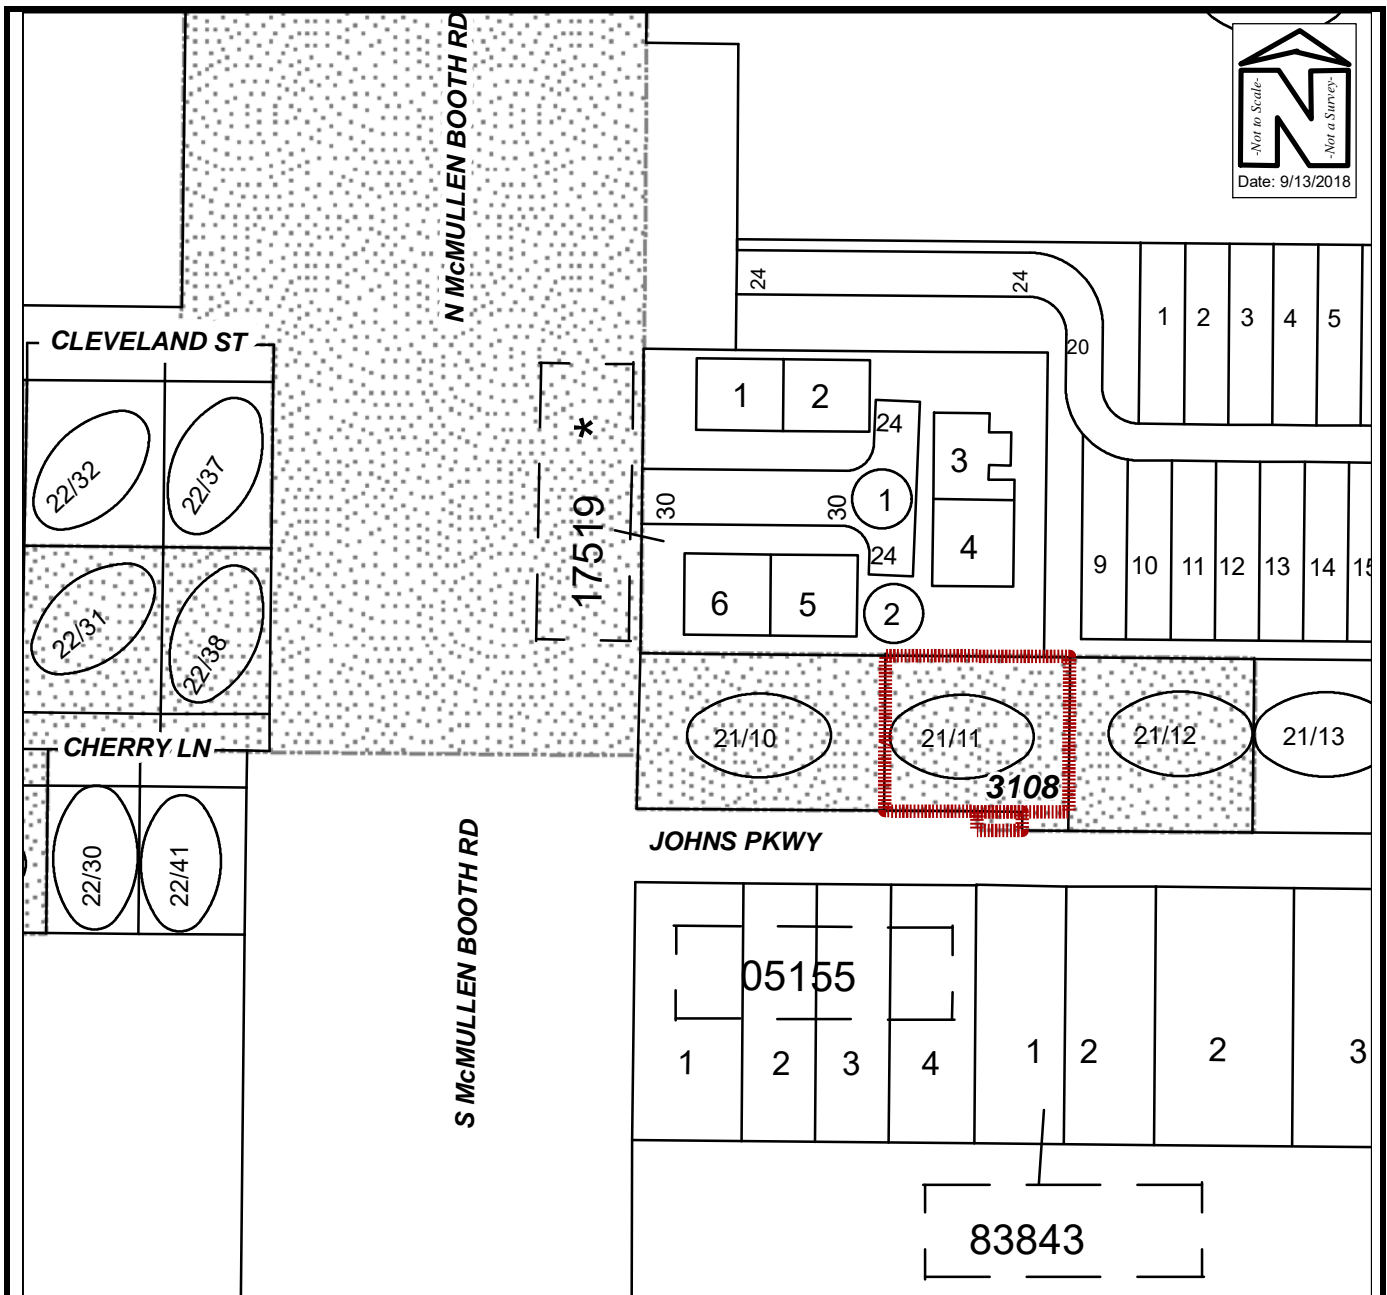 N McMULLEN BOOTH RD
-Not to Scale-
-Not a Survey-
N
Date: 9/13/2018
24
24
20
1 2 3 4 5
CLEVELAND ST
22/32
22/37
22/31
22/38
17519 *
1 2
24
3
30
30
1
4
24
6 5
2
9 10 11 12 13 14
21/10
21/11
21/12
21/13
3108
CHERRY LN
JOHNS PKWY
22/30
22/41
S McMULLEN BOOTH RD
05155
1 2 3 4 1 2 2 3
83843